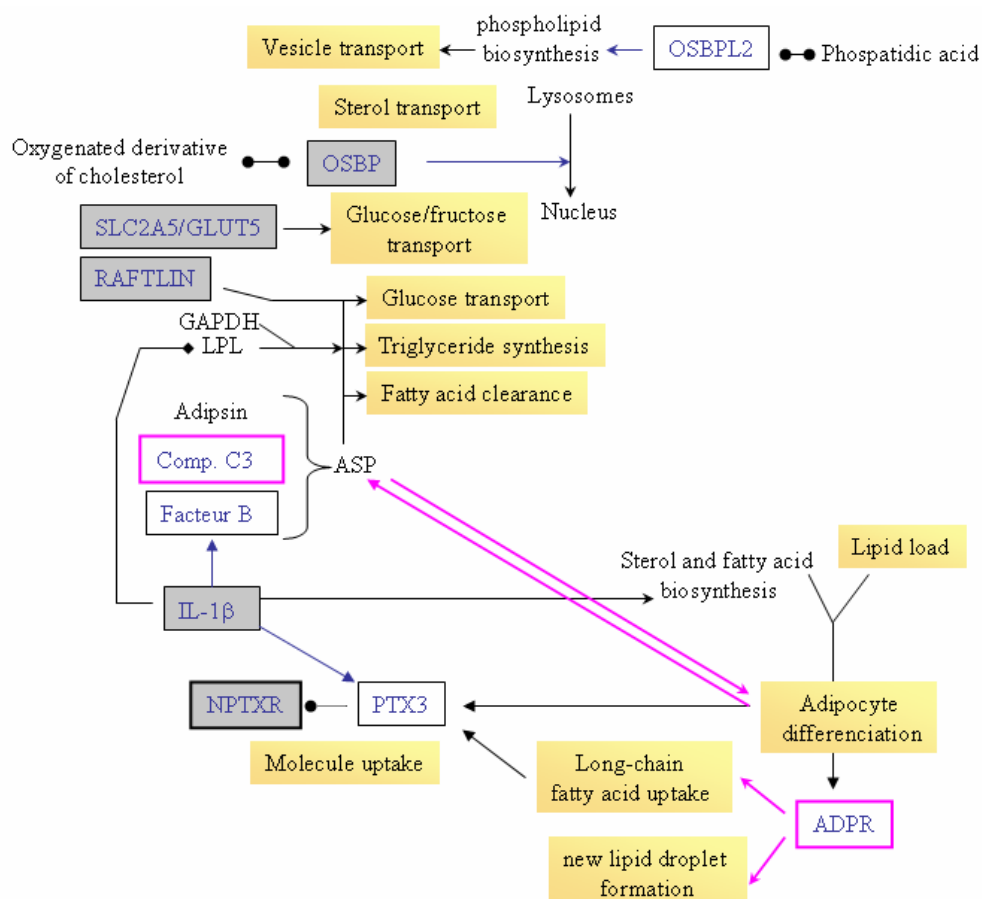 phospholipid
biosynthesis
Vesicle transport
OSBPL2
Phospatidic acid
Lysosomes
Sterol transport
Oxygenated derivative
of cholesterol
OSBP
Nucleus
SLC2A5/GLUT5
Glucose/fructose
transport
RAFTLIN
Glucose transport
GAPDH
LPL
Triglyceride synthesis
Fatty acid clearance
Adipsin
Comp. C3
ASP
Facteur B
Lipid load
Sterol and fatty acid
biosynthesis
IL-1β
NPTXR
PTX3
Adipocyte
differenciation
Molecule uptake
Long-chain
fatty acid uptake
ADPR
new lipid droplet
formation